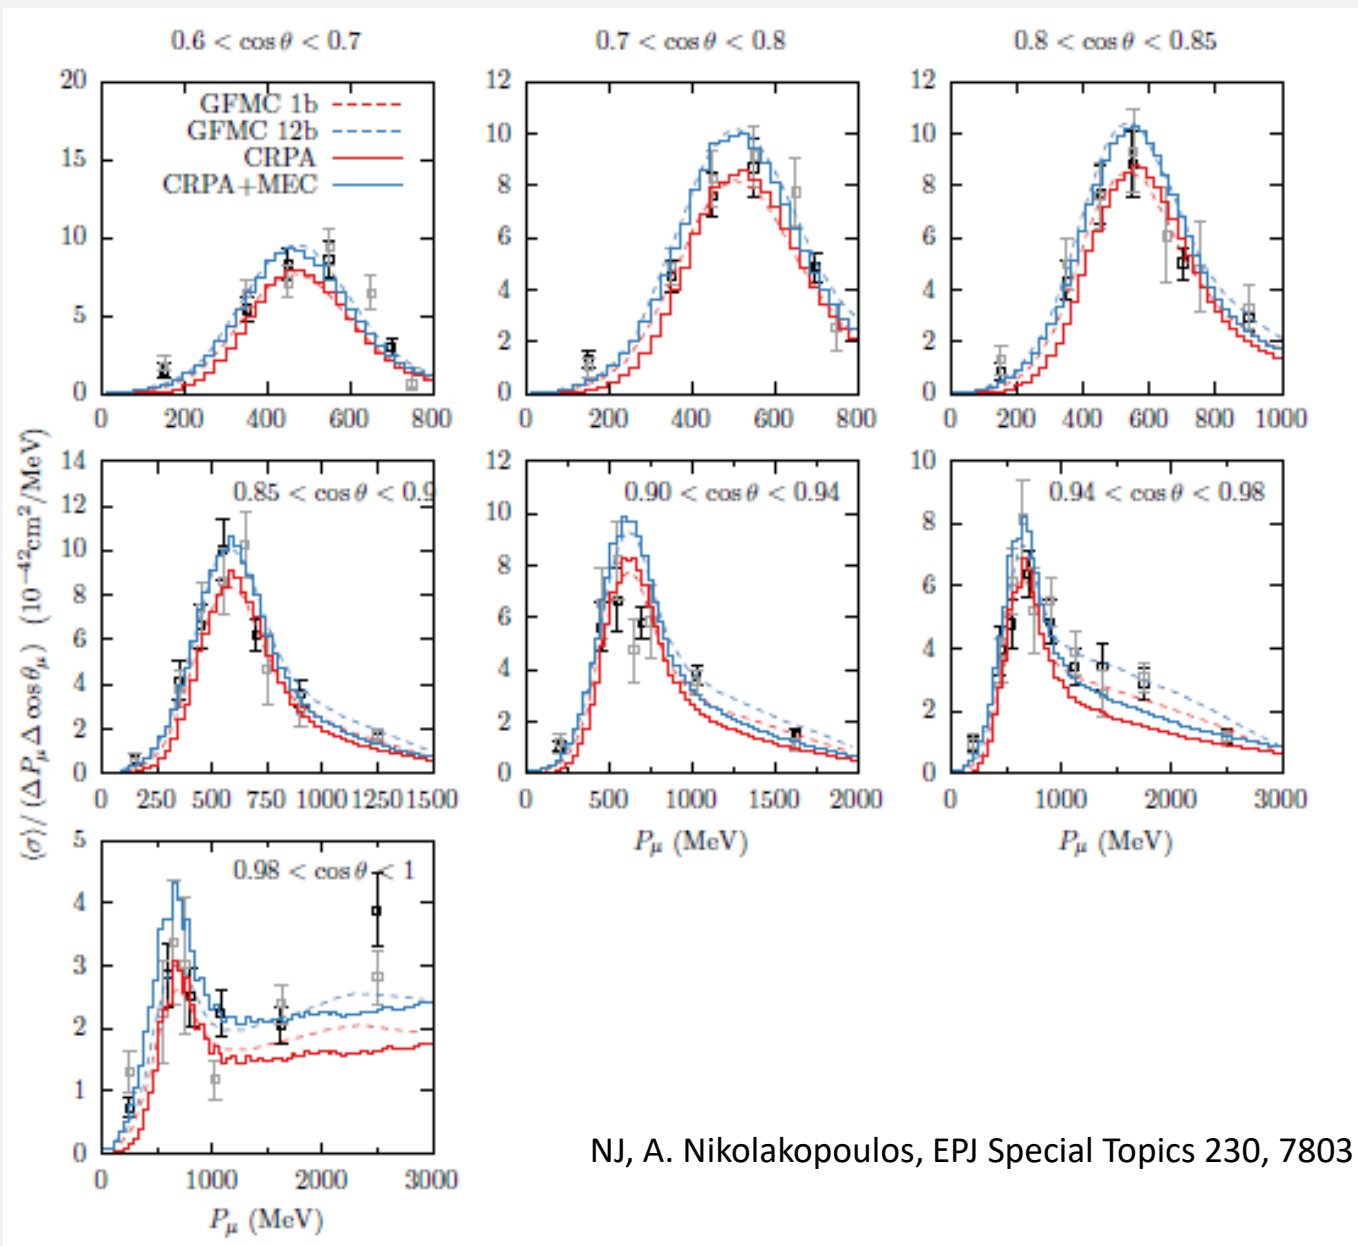 0.6 < cos θ < 0.7
0.7 < cos θ < 0.8
0.8 < cos θ < 0.85
20
15
10
5
0
GFMC 1b
GFMC 12b
CRPA
CRPA+MEC
0 200 400 600 800
12
10
8
6
4
2
0
0 200 400 600 800
12
10
8
6
4
2
0
0 200 400 600 800 1000
⟨σ⟩/ (ΔPμ Δ cos θμ) (10⁻⁴²cm²/MeV)
14
12
10
8
6
4
2
0
0.85 < cos θ < 0.9
0 250 500 750 1000 1250 1500
12
10
8
6
4
2
0
0.90 < cos θ < 0.94
0 500 1000 1500 2000
Pμ (MeV)
10
8
6
4
2
0
0.94 < cos θ < 0.98
0 1000 2000 3000
Pμ (MeV)
5
4
3
2
1
0
0.98 < cos θ < 1
0 1000 2000 3000
Pμ (MeV)
NJ, A. Nikolakopoulos, EPJ Special Topics 230, 7803